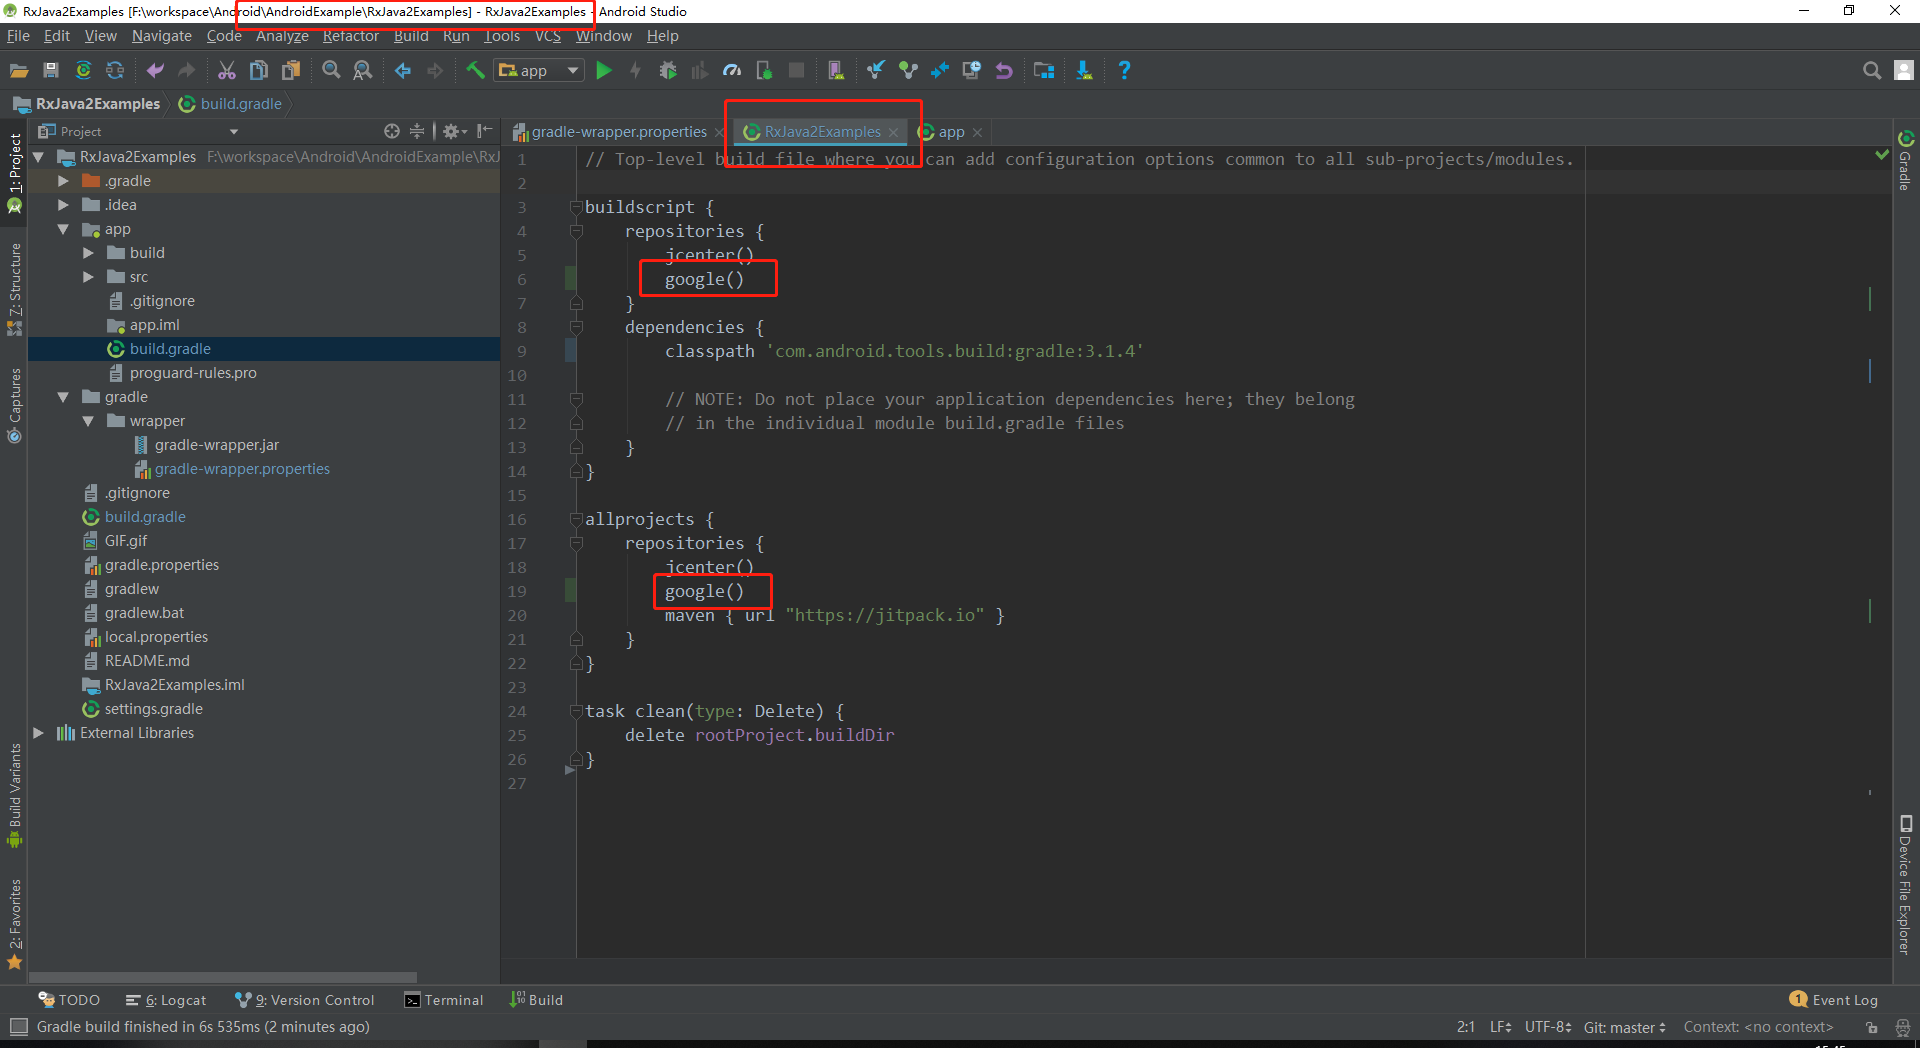 RxJava2Examples [F:\workspace\Android\AndroidExample\RxJava2Examples] - RxJava2Examples - Android Studio
File Edit View Navigate Code Analyze Refactor Build Run Tools VCS Window Help
app
RxJava2Examples build.gradle
Project
gradle-wrapper.properties RxJava2Examples app
1: Project
Z: Structure
Captures
Build Variants
2: Favorites
RxJava2Examples F:\workspace\Android\AndroidExample\RxJ
.gradle
.idea
app
build
src
.gitignore
app.iml
build.gradle
proguard-rules.pro
gradle
wrapper
gradle-wrapper.jar
gradle-wrapper.properties
.gitignore
build.gradle
GIF.gif
gradle.properties
gradlew
gradlew.bat
local.properties
README.md
RxJava2Examples.iml
settings.gradle
External Libraries
1 // Top-level build file where you can add configuration options common to all sub-projects/modules.
2
3 buildscript {
4 repositories {
5 jcenter()
6 google()
7 }
8 dependencies {
9 classpath 'com.android.tools.build:gradle:3.1.4'
10
11 // NOTE: Do not place your application dependencies here; they belong
12 // in the individual module build.gradle files
13 }
14 }
15
16 allprojects {
17 repositories {
18 jcenter()
19 google()
20 maven { url "https://jitpack.io" }
21 }
22 }
23
24 task clean(type: Delete) {
25 delete rootProject.buildDir
26 }
27
Gradle
Device File Explorer
TODO 6: Logcat 9: Version Control Terminal Build 1 Event Log
Gradle build finished in 6s 535ms (2 minutes ago) 2:1 LF UTF-8 Git: master Context: <no context>